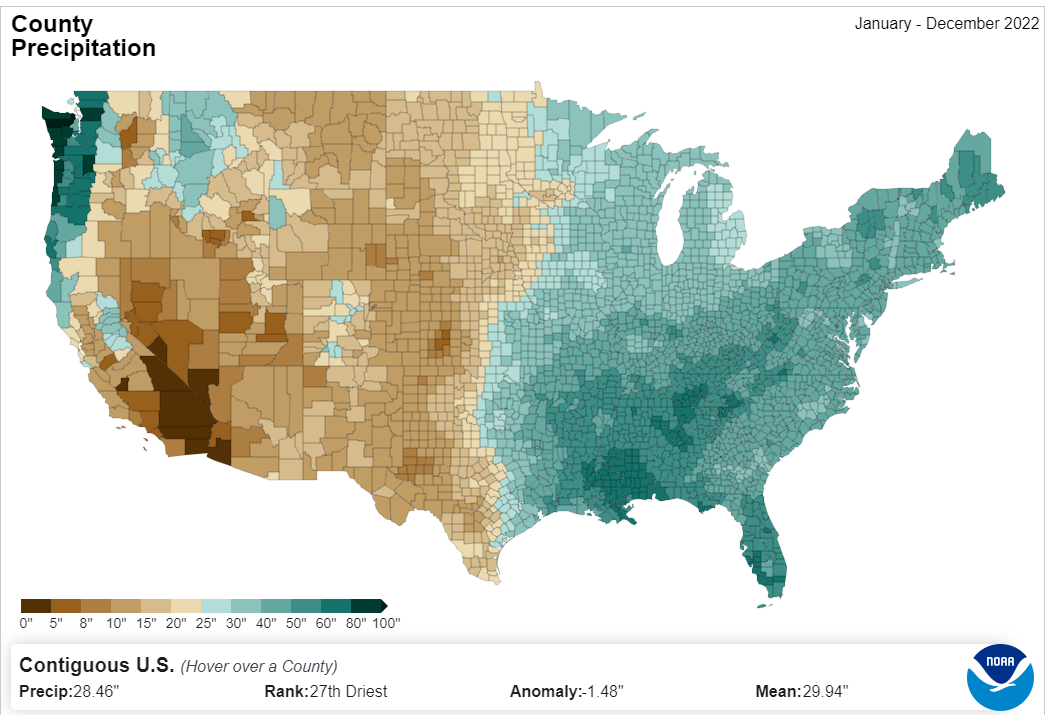 County
Precipitation
January - December 2022
0" 5" 8" 10" 15" 20" 25" 30" 40" 50" 60" 80" 100"
Contiguous U.S. (Hover over a County)
Precip:28.46" Rank:27th Driest Anomaly:-1.48" Mean:29.94"
NOAA